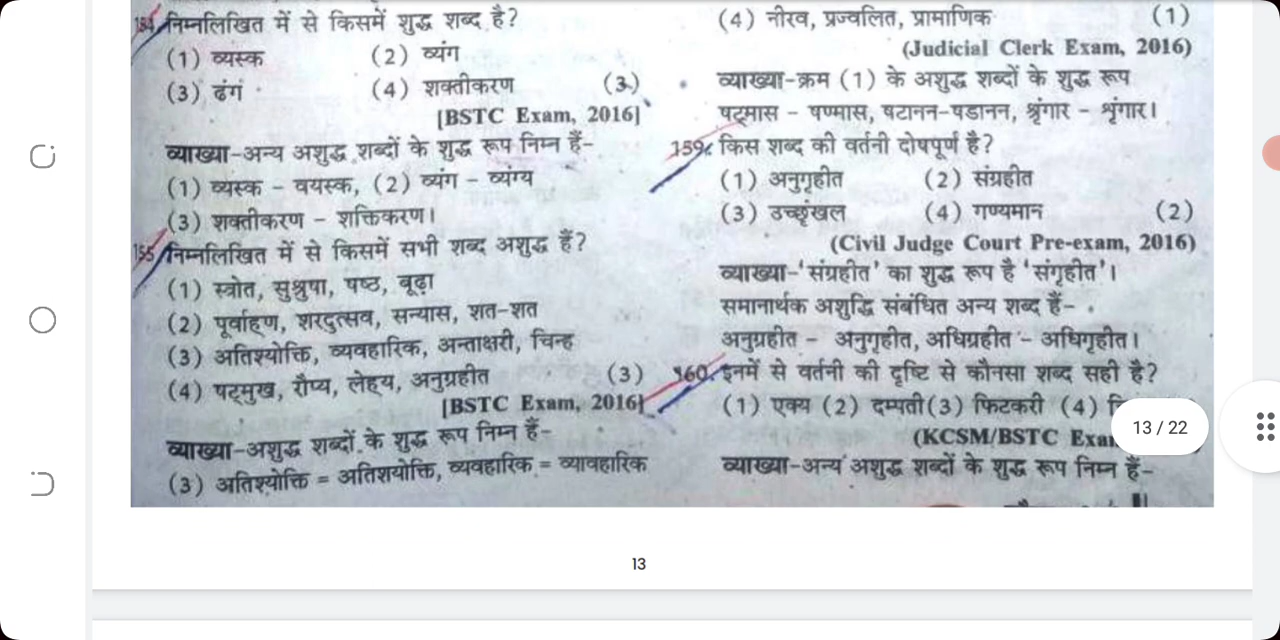 184. निम्नलिखित में से किसमें शुद्ध शब्द है?
(1) व्यस्क (2) व्यंग
(3) ढंगं (4) शक्तीकरण (3)
[BSTC Exam, 2016]
व्याख्या-अन्य अशुद्ध शब्दों के शुद्ध रूप निम्न हैं-
(1) व्यस्क - वयस्क, (2) व्यंग - व्यंग्य
(3) शक्तीकरण - शक्तिकरण।
155. निम्नलिखित में से किसमें सभी शब्द अशुद्ध हैं?
(1) स्त्रोत, सुश्रुषा, षष्ठ, बूढ़ा
(2) पूर्वाह्ण, शरदुत्सव, सन्यास, शत-शत
(3) अतिश्योक्ति, व्यवहारिक, अन्ताक्षरी, चिन्ह
(4) षट्मुख, रौप्य, लेह्य, अनुग्रहीत (3)
[BSTC Exam, 2016]
व्याख्या-अशुद्ध शब्दों के शुद्ध रूप निम्न हैं-
(3) अतिश्योक्ति = अतिशयोक्ति, व्यवहारिक = व्यावहारिक
(4) नीरव, प्रज्वलित, प्रामाणिक (1)
(Judicial Clerk Exam, 2016)
व्याख्या-क्रम (1) के अशुद्ध शब्दों के शुद्ध रूप
षट्मास - षण्मास, षटानन-षडानन, श्रृंगार - शृंगार।
159. किस शब्द की वर्तनी दोषपूर्ण है?
(1) अनुगृहीत (2) संग्रहीत
(3) उच्छृंखल (4) गण्यमान (2)
(Civil Judge Court Pre-exam, 2016)
व्याख्या-'संग्रहीत' का शुद्ध रूप है 'संगृहीत'।
समानार्थक अशुद्धि संबंधित अन्य शब्द हैं-
अनुग्रहीत - अनुगृहीत, अधिग्रहीत - अधिगृहीत।
160. इनमें से वर्तनी की दृष्टि से कौनसा शब्द सही है?
(1) एक्य (2) दम्पती (3) फिटकरी (4)
(KCSM/BSTC
व्याख्या-अन्य अशुद्ध शब्दों के शुद्ध रूप निम्न हैं-
13 / 22
13